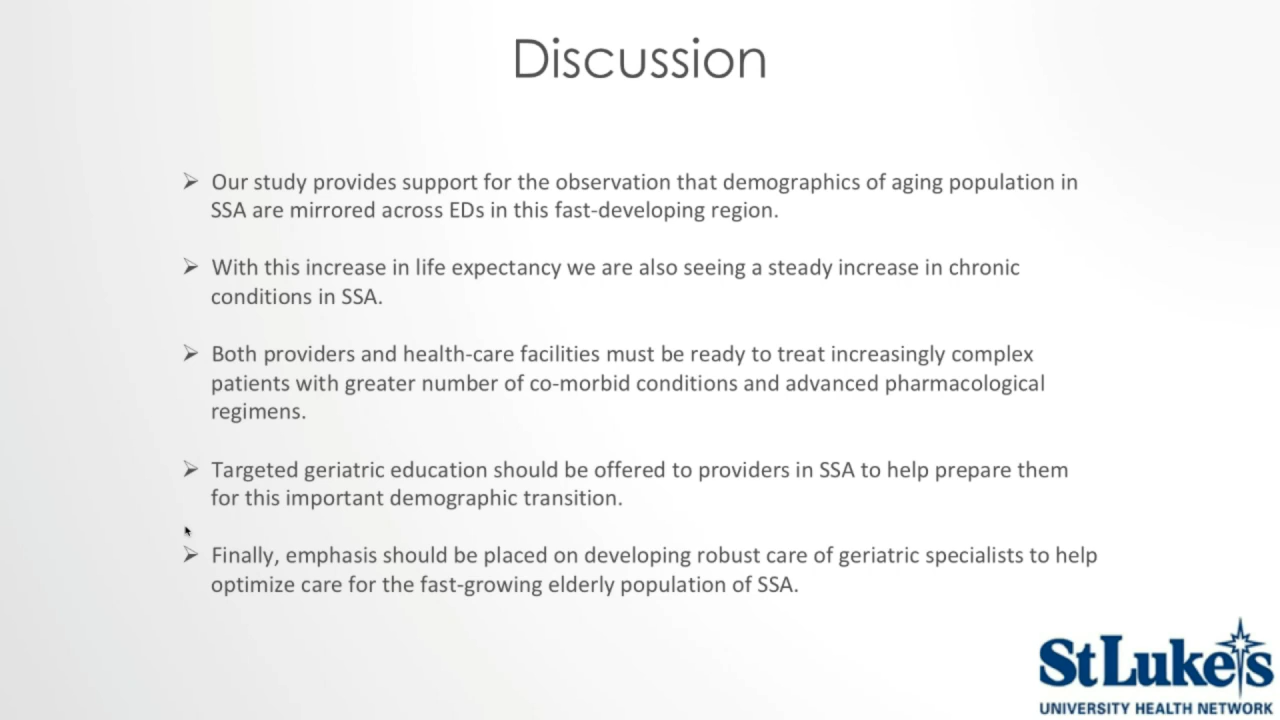 Discussion
Our study provides support for the observation that demographics of aging population in
SSA are mirrored across EDs in this fast-developing region.
With this increase in life expectancy we are also seeing a steady increase in chronic
conditions in SSA.
Both providers and health-care facilities must be ready to treat increasingly complex
patients with greater number of co-morbid conditions and advanced pharmacological
regimens.
Targeted geriatric education should be offered to providers in SSA to help prepare them
for this important demographic transition.
Finally, emphasis should be placed on developing robust care of geriatric specialists to help
optimize care for the fast-growing elderly population of SSA.
StLuke's
UNIVERSITY HEALTH NETWORK